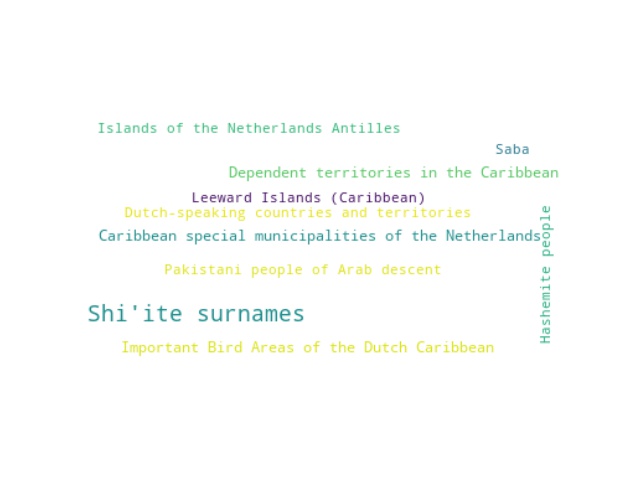 Islands of the Netherlands Antilles
Saba
Dependent territories in the Caribbean
Leeward Islands (Caribbean)
Dutch-speaking countries and territories
Caribbean special municipalities of the Netherlands
Hashemite people
Pakistani people of Arab descent
Shi'ite surnames
Important Bird Areas of the Dutch Caribbean